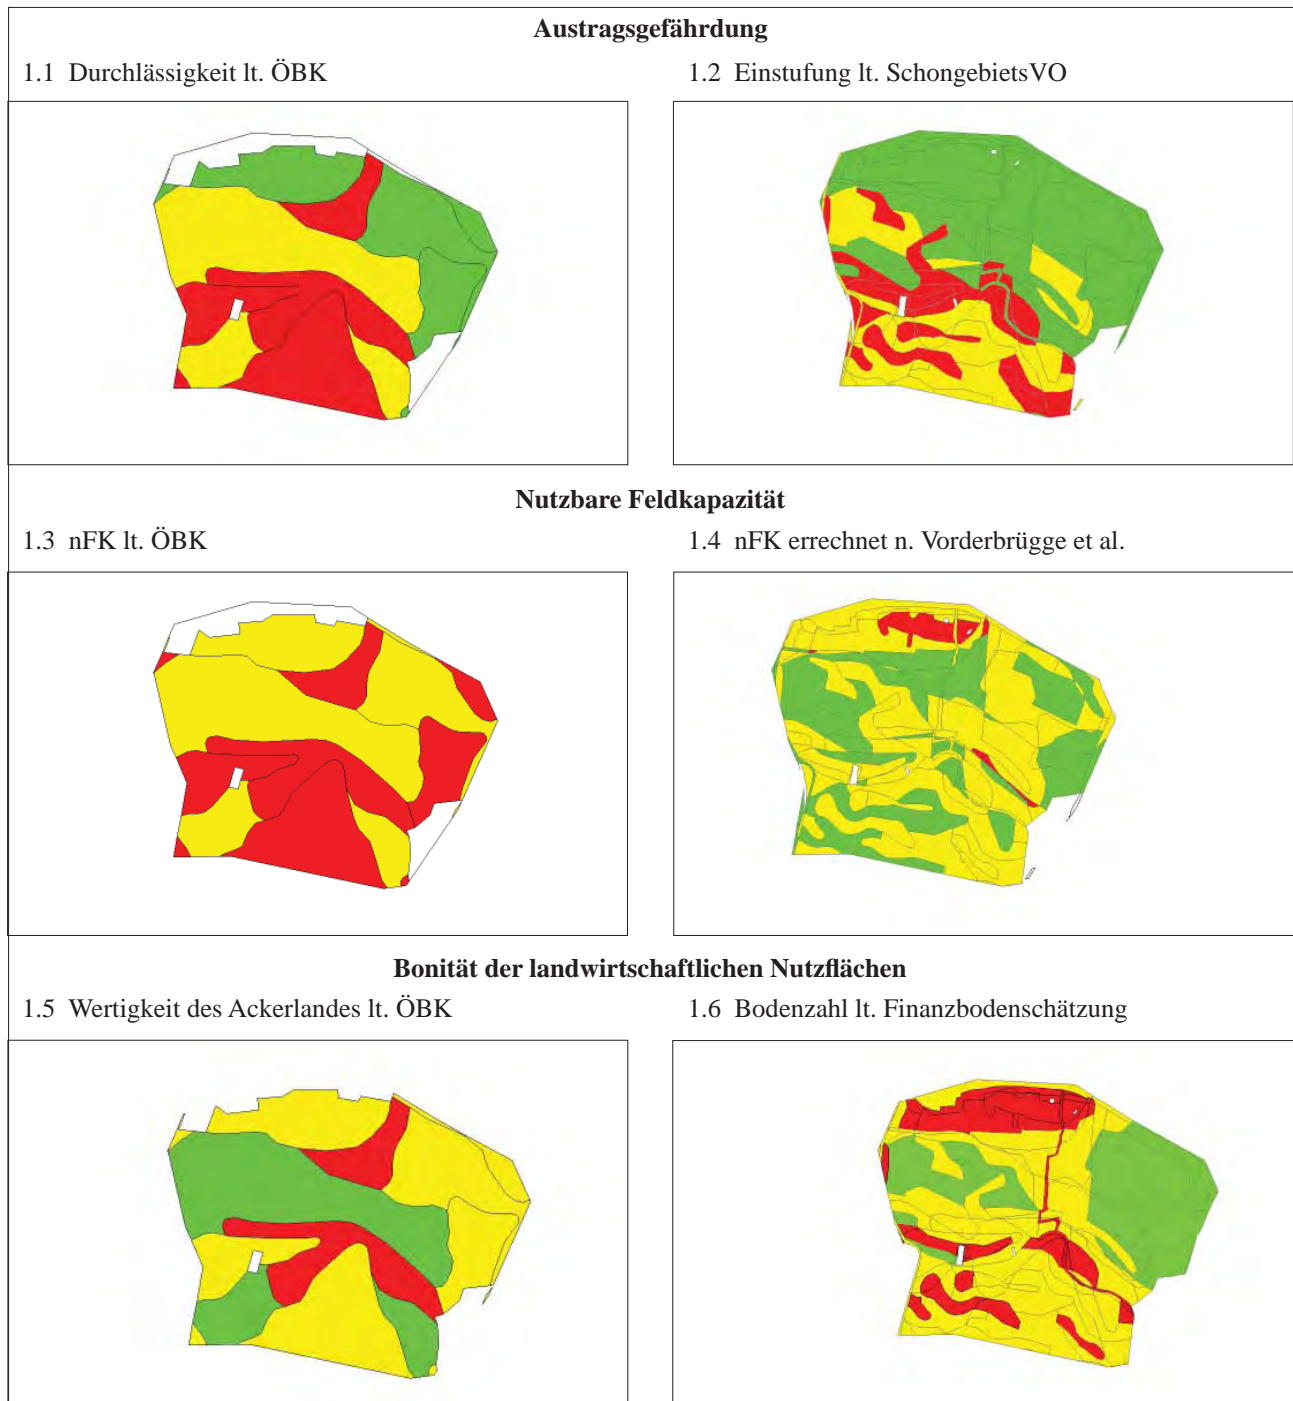 Austragsgefährdung
1.1 Durchlässigkeit lt. ÖBK
1.2 Einstufung lt. SchongebietsVO
Nutzbare Feldkapazität
1.3 nFK lt. ÖBK
1.4 nFK errechnet n. Vorderbrügge et al.
Bonität der landwirtschaftlichen Nutzflächen
1.5 Wertigkeit des Ackerlandes lt. ÖBK
1.6 Bodenzahl lt. Finanzbodenschätzung